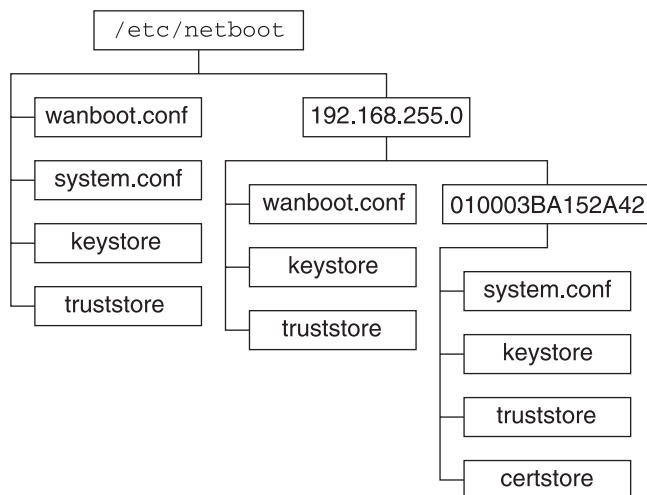 /etc/netboot
wanboot.conf
system.conf
keystore
truststore
192.168.255.0
wanboot.conf
keystore
truststore
010003BA152A42
system.conf
keystore
truststore
certstore